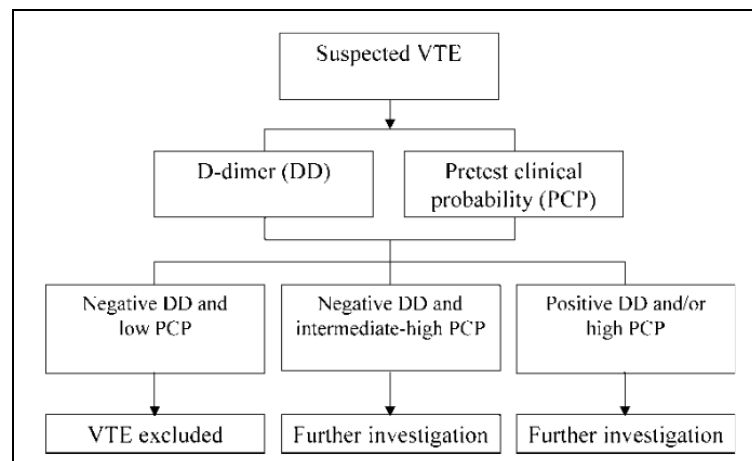 Suspected VTE
D-dimer (DD)
Pretest clinical
probability (PCP)
Negative DD and
low PCP
Negative DD and
intermediate-high PCP
Positive DD and/or
high PCP
VTE excluded
Further investigation
Further investigation